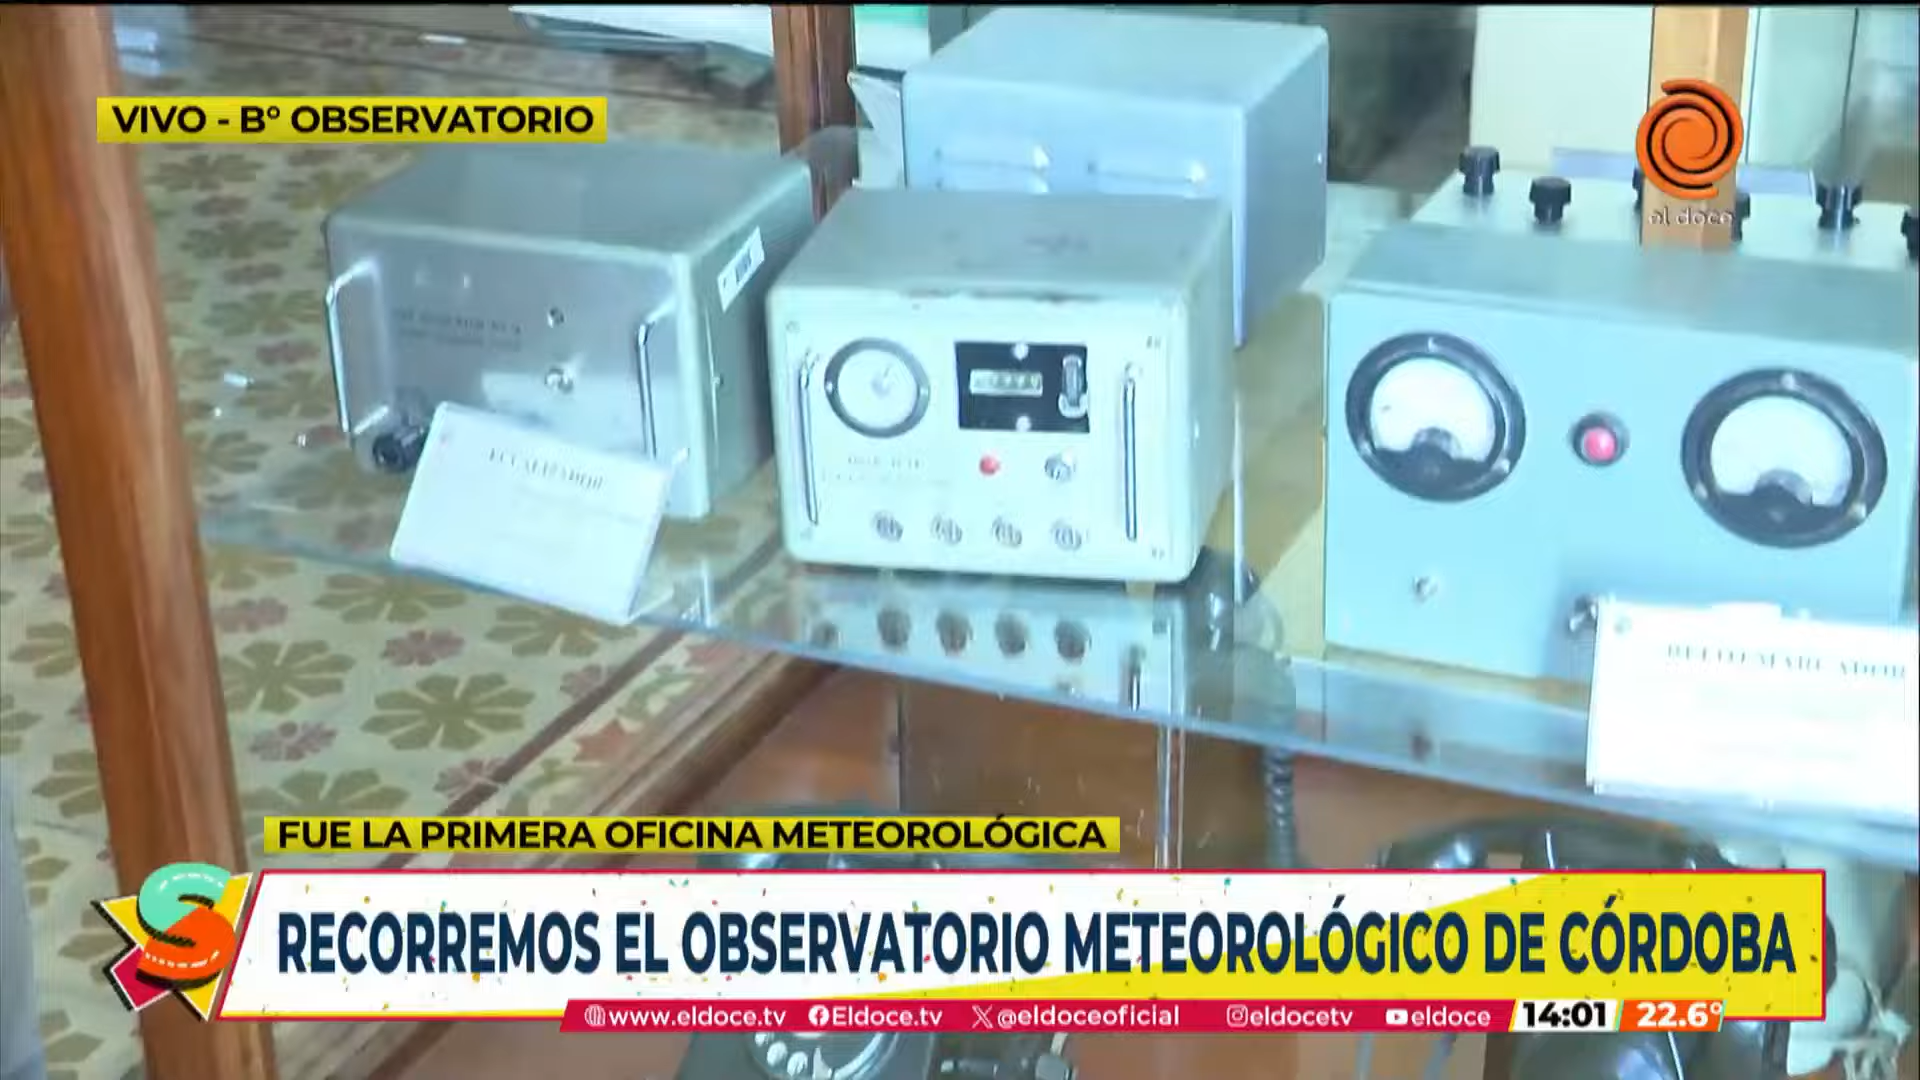 VIVO - Bº OBSERVATORIO
el doce
ECUALIZADOR
FUE LA PRIMERA OFICINA METEOROLÓGICA
RECORREMOS EL OBSERVATORIO METEOROLÓGICO DE CÓRDOBA
www.eldoce.tv Eldoce.tv @eldoceoficial eldocetv eldoce 14:01 22.6°